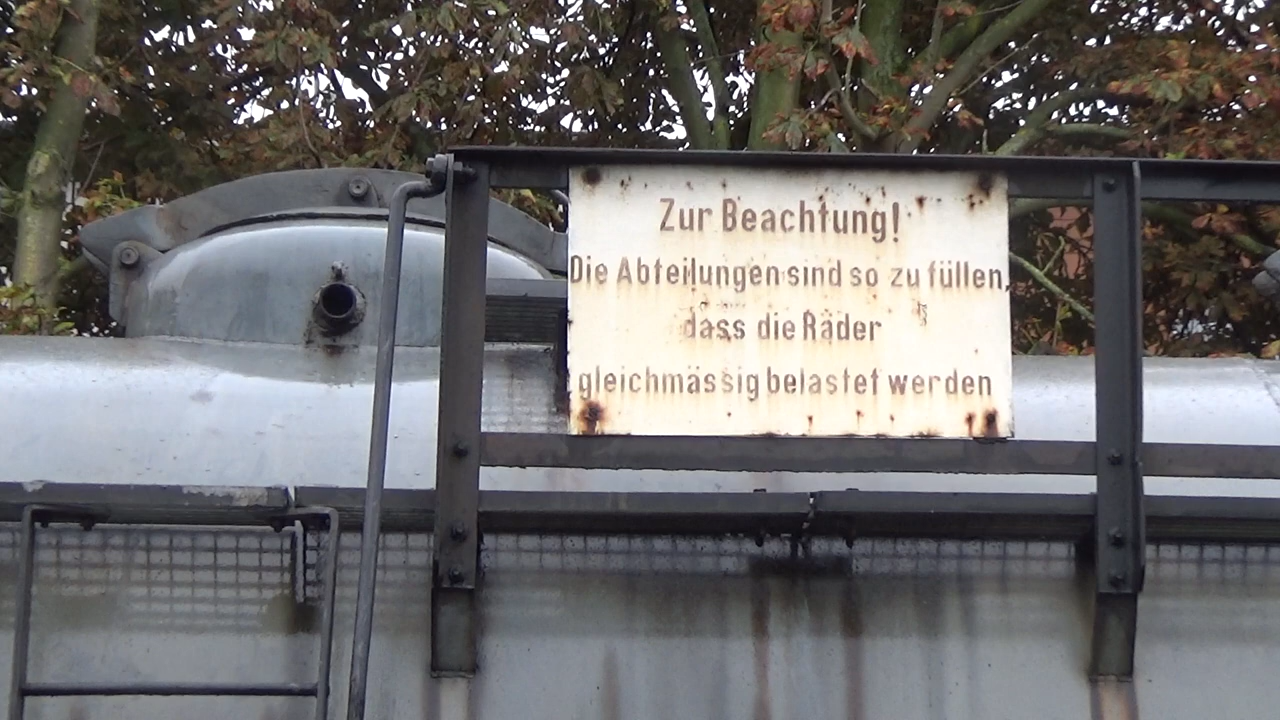 Zur Beachtung!
Die Abteilungen sind so zu füllen,
dass die Räder
gleichmässig belastet werden